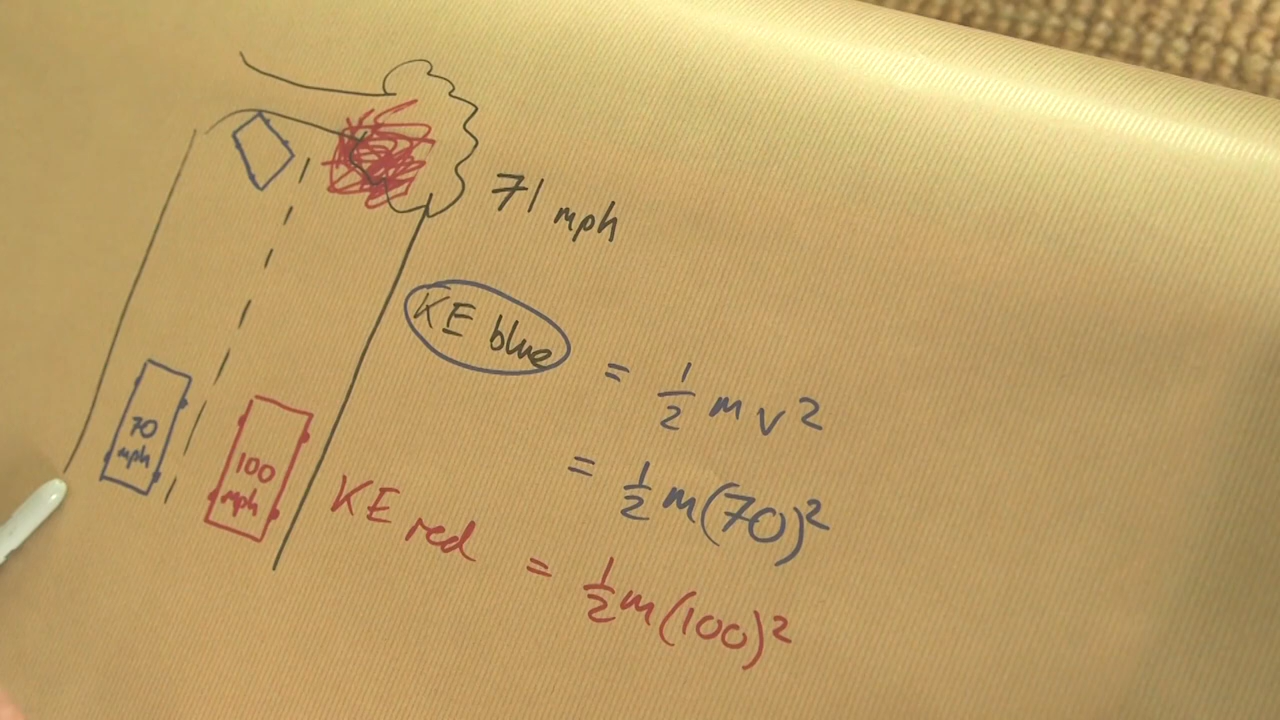 71 mph
KE blue = 1/2 mv²
= 1/2 m(70)²
70 mph
100 mph
KE red = 1/2 m(100)²